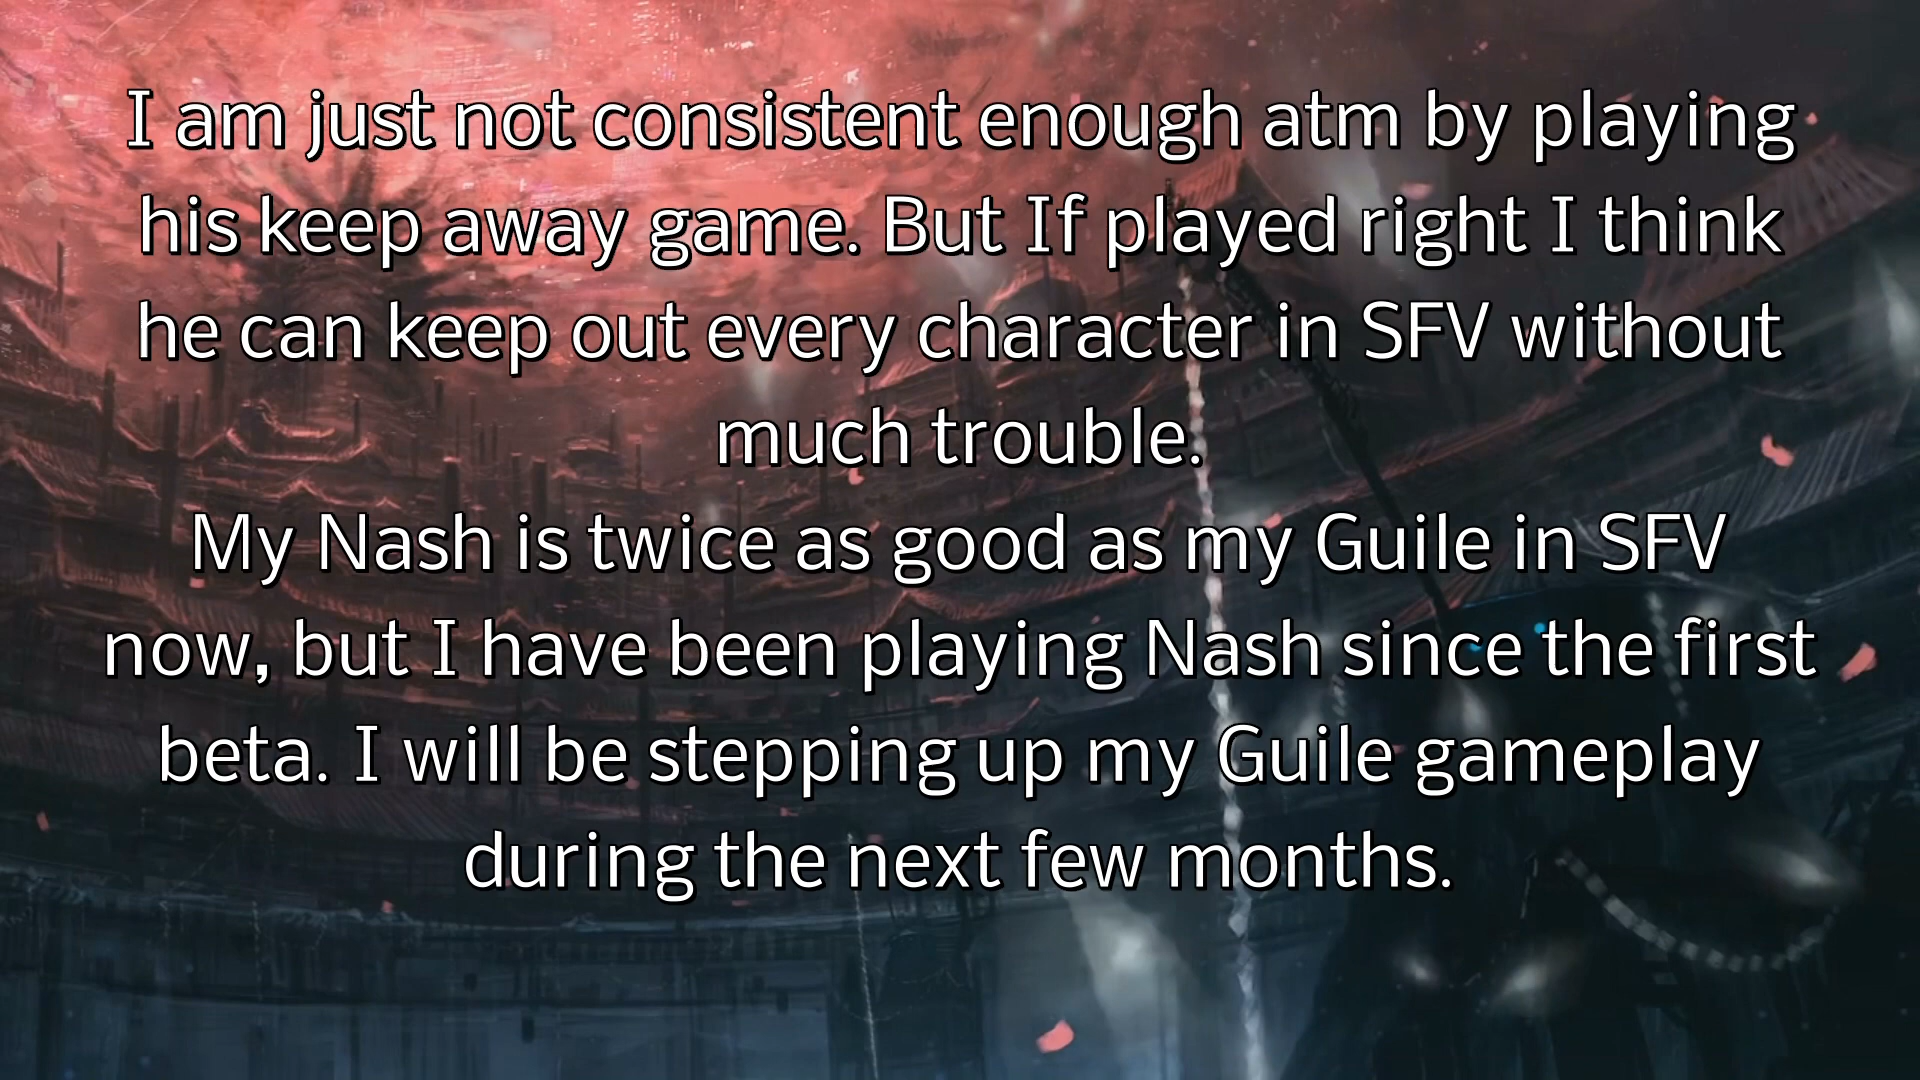 I am just not consistent enough atm by playing
his keep away game. But If played right I think
he can keep out every character in SFV without
much trouble.
My Nash is twice as good as my Guile in SFV
now, but I have been playing Nash since the first
beta. I will be stepping up my Guile gameplay
during the next few months.